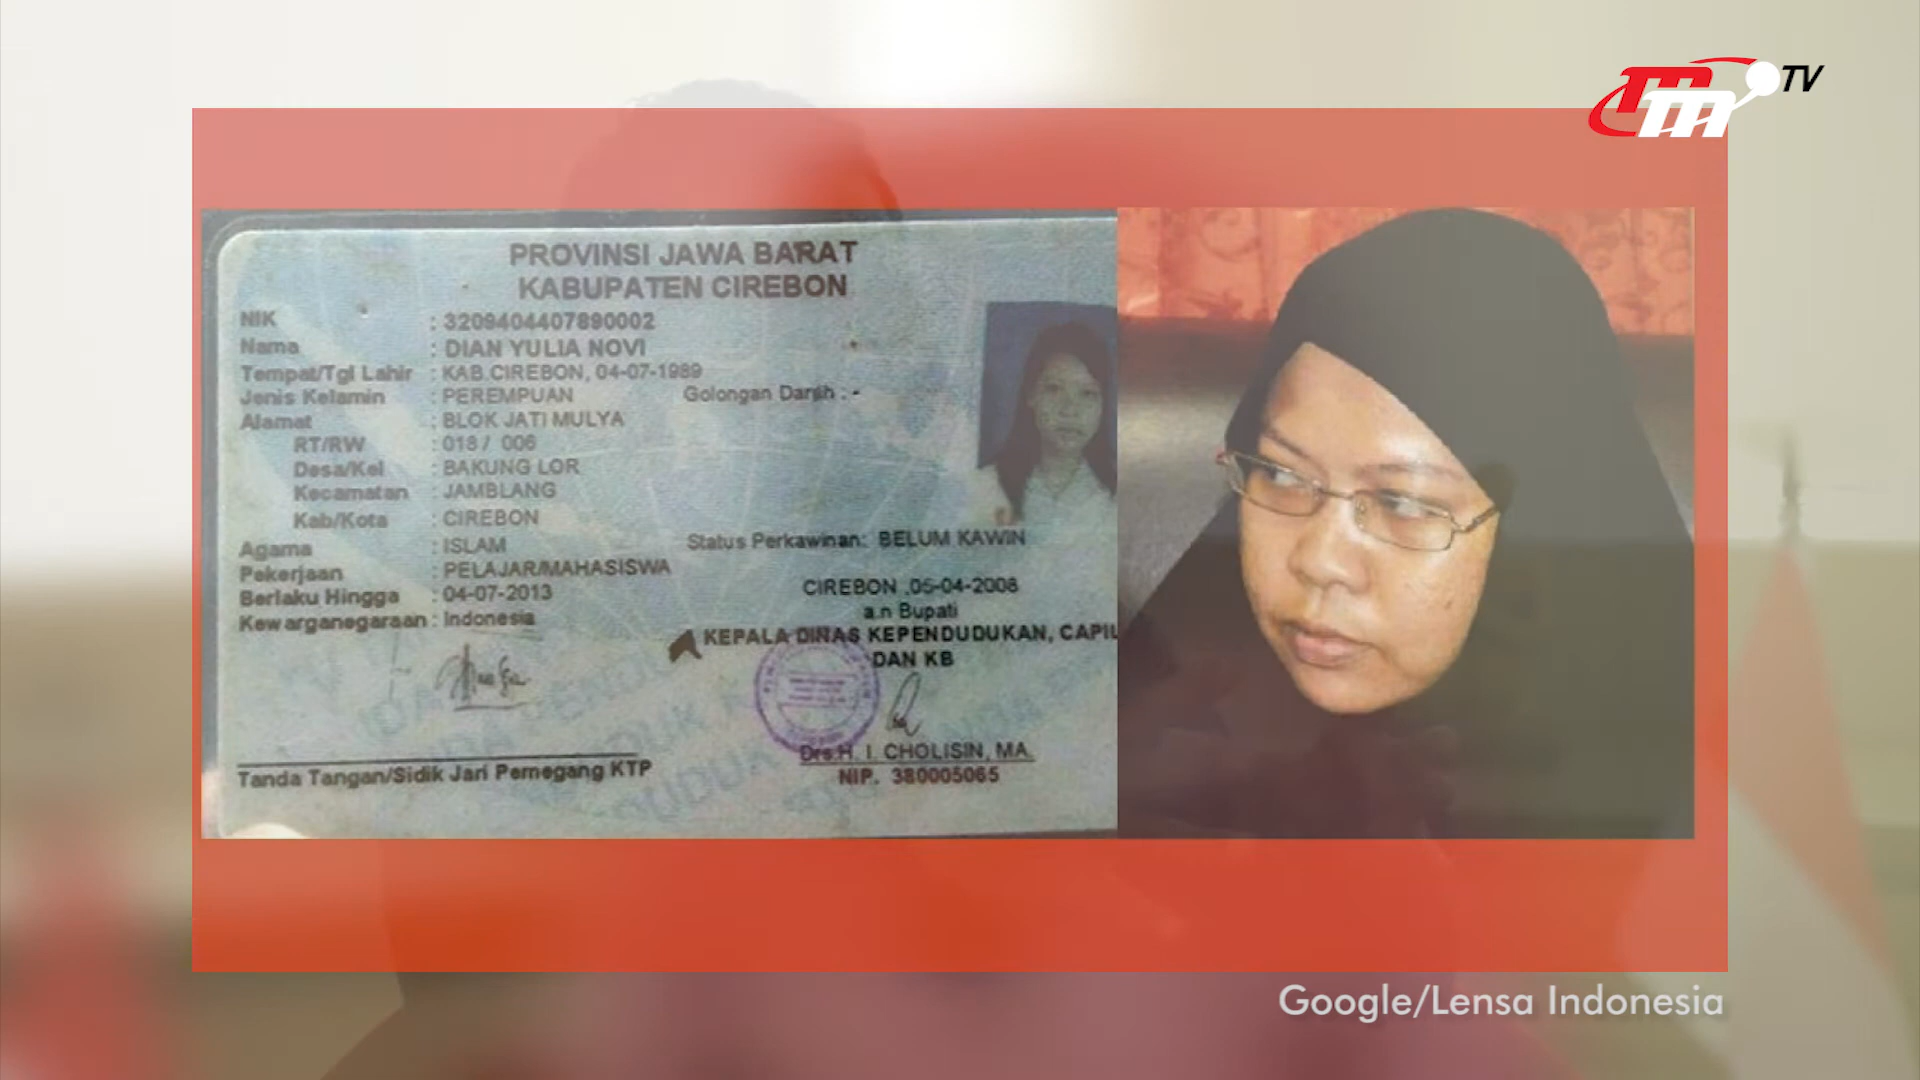 mm TV
PROVINSI JAWA BARAT
KABUPATEN CIREBON
NIK : 3209404407890002
Nama : DIAN YULIA NOVI
Tempat/Tgl Lahir : KAB.CIREBON, 04-07-1989
Jenis Kelamin : PEREMPUAN Golongan Darah : -
Alamat : BLOK JATI MULYA
RT/RW : 018 / 006
Desa/Kel : BAKUNG LOR
Kecamatan : JAMBLANG
Kab/Kota : CIREBON
Agama : ISLAM
Status Perkawinan: BELUM KAWIN
Pekerjaan : PELAJAR/MAHASISWA
Berlaku Hingga : 04-07-2013
Kewarganegaraan : Indonesia
CIREBON ,05-04-2008
a.n Bupati
KEPALA DINAS KEPENDUDUKAN, CAPIL
DAN KB
Drs.H. I. CHOLISIN, MA.
NIP. 380005065
Tanda Tangan/Sidik Jari Pemegang KTP
Google/Lensa Indonesia